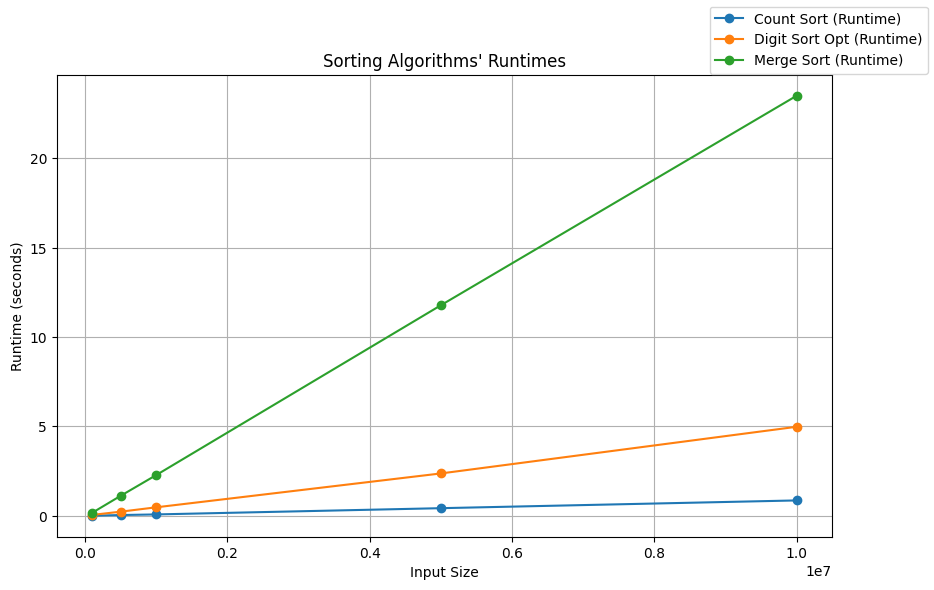 Count Sort (Runtime)
Digit Sort Opt (Runtime)
Merge Sort (Runtime)
Sorting Algorithms' Runtimes
Runtime (seconds)
20
15
10
5
0
0.0 0.2 0.4 0.6 0.8 1.0
1e7
Input Size